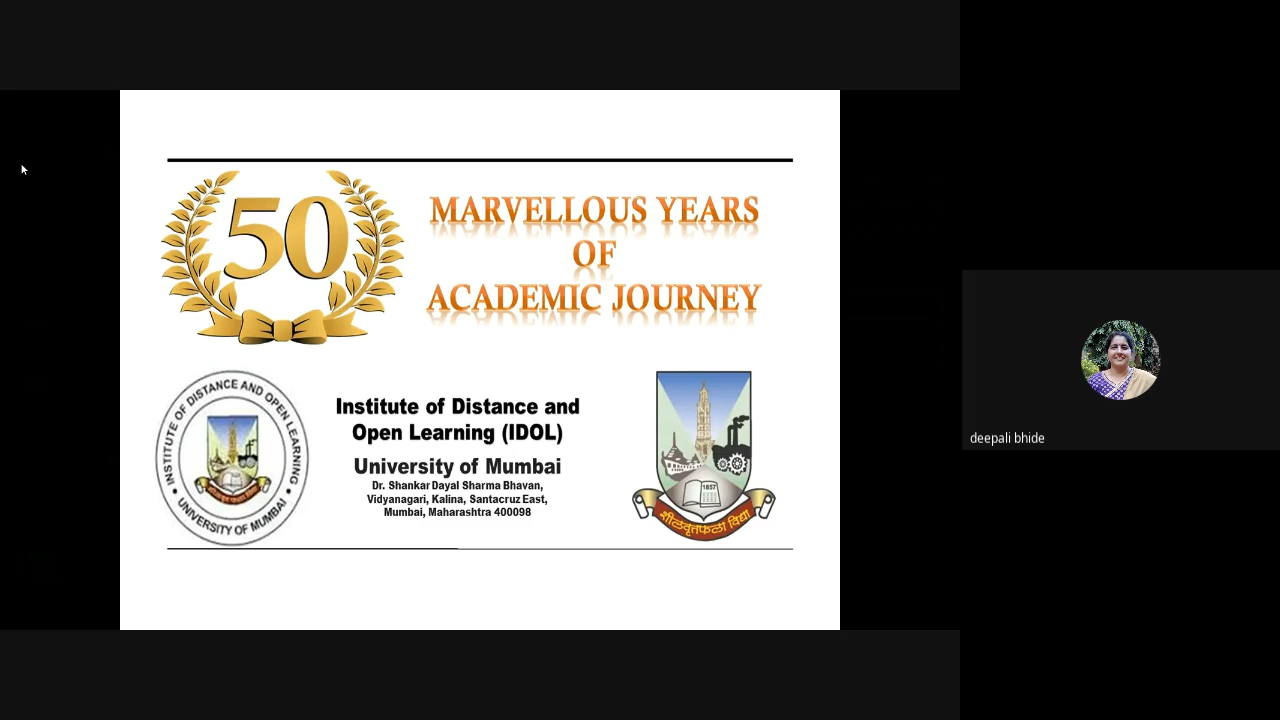 50
MARVELLOUS YEARS
OF
ACADEMIC JOURNEY
INSTITUTE OF DISTANCE AND OPEN LEARNING
UNIVERSITY OF MUMBAI
Institute of Distance and
Open Learning (IDOL)
University of Mumbai
Dr. Shankar Dayal Sharma Bhavan,
Vidyanagari, Kalina, Santacruz East,
Mumbai, Maharashtra 400098
1857
शीलवृत्तफला विद्या
deepali bhide